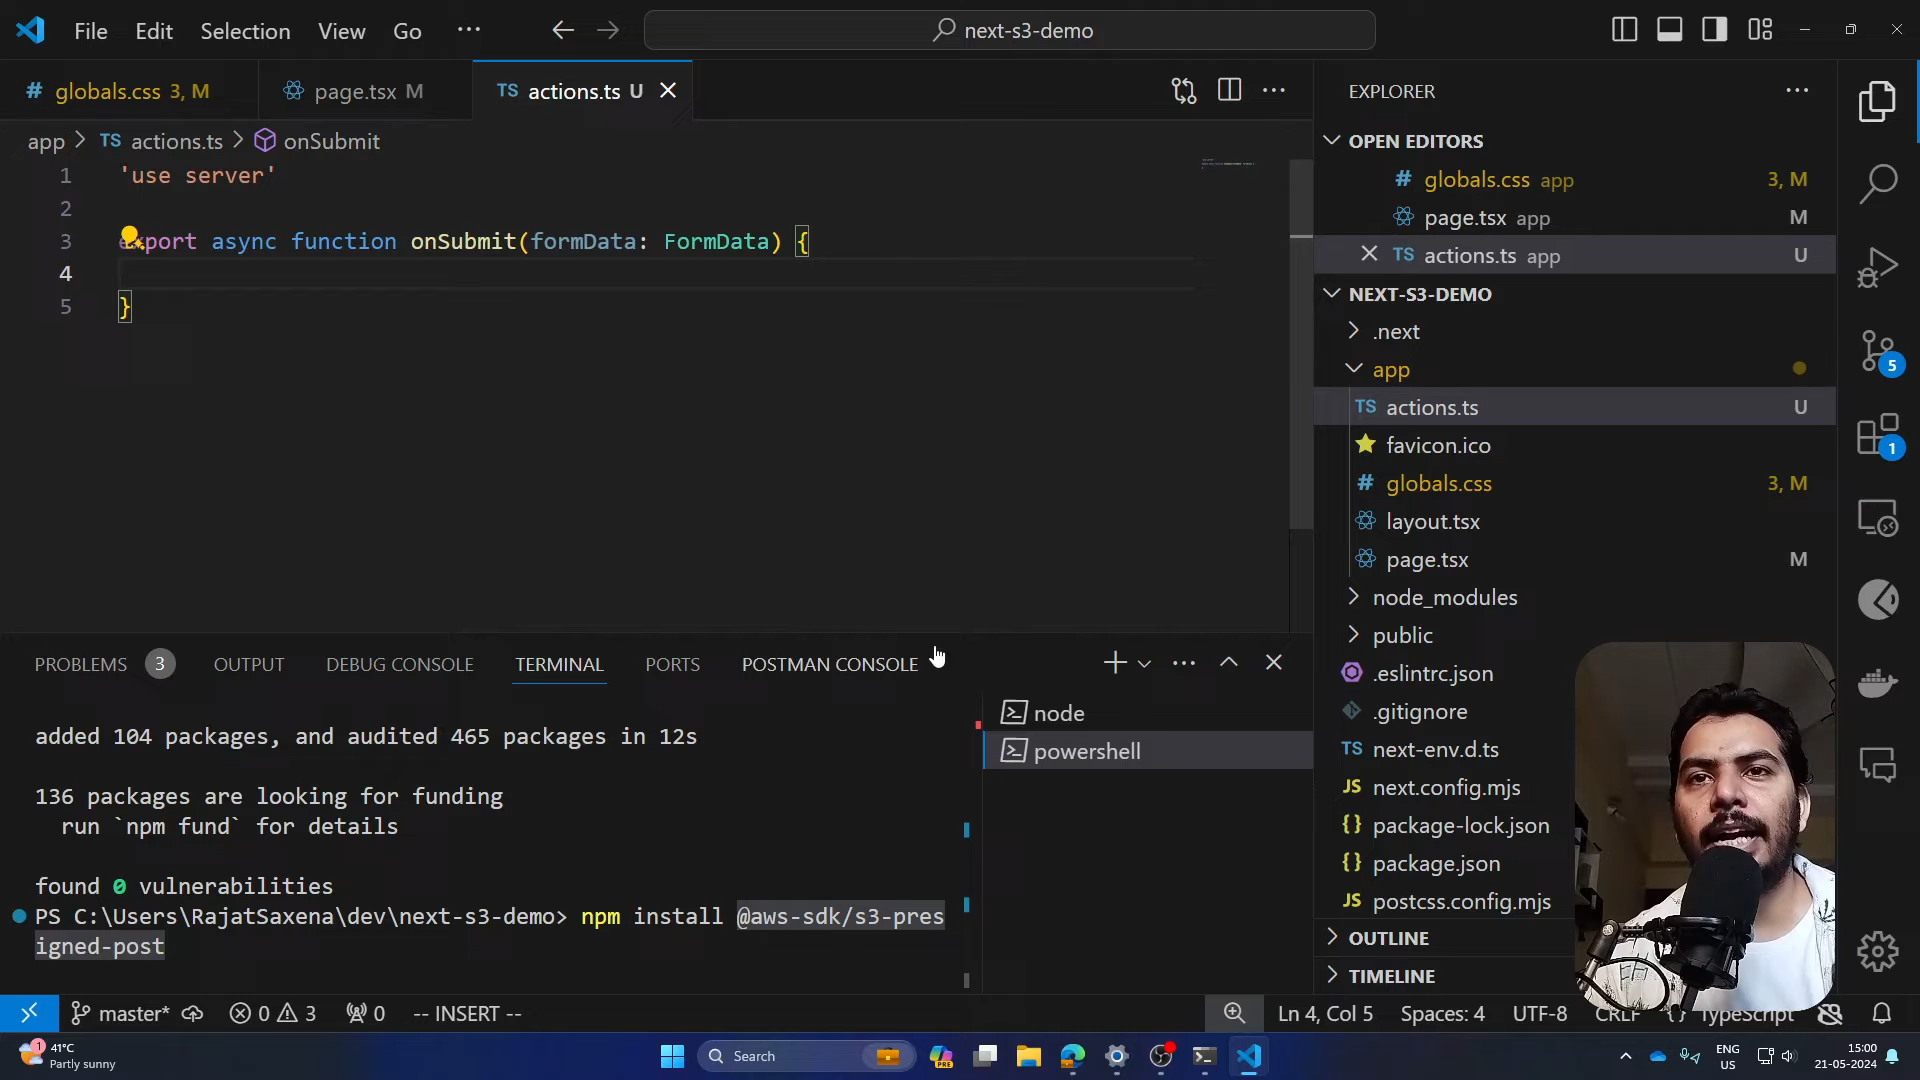 File Edit Selection View Go ··· next-s3-demo
# globals.css 3, M page.tsx M TS actions.ts U
app > TS actions.ts > onSubmit
1 'use server'
2
3 export async function onSubmit(formData: FormData) {
4
5 }
EXPLORER
OPEN EDITORS
# globals.css app 3, M
page.tsx app M
TS actions.ts app U
NEXT-S3-DEMO
.next
app
TS actions.ts U
favicon.ico
# globals.css 3, M
layout.tsx
page.tsx M
node_modules
public
.eslintrc.json
.gitignore
TS next-env.d.ts
JS next.config.mjs
{} package-lock.json
{} package.json
JS postcss.config.mjs
OUTLINE
TIMELINE
5
1
PROBLEMS 3 OUTPUT DEBUG CONSOLE TERMINAL PORTS POSTMAN CONSOLE
node
powershell
added 104 packages, and audited 465 packages in 12s
136 packages are looking for funding
run `npm fund` for details
found 0 vulnerabilities
PS C:\Users\RajatSaxena\dev\next-s3-demo> npm install @aws-sdk/s3-pres
igned-post
master* 0 3 0 -- INSERT -- Ln 4, Col 5 Spaces: 4 UTF-8 CRLF {} TypeScript
1 41°C
Partly sunny
Search
PRE
ENG
US
15:00
21-05-2024